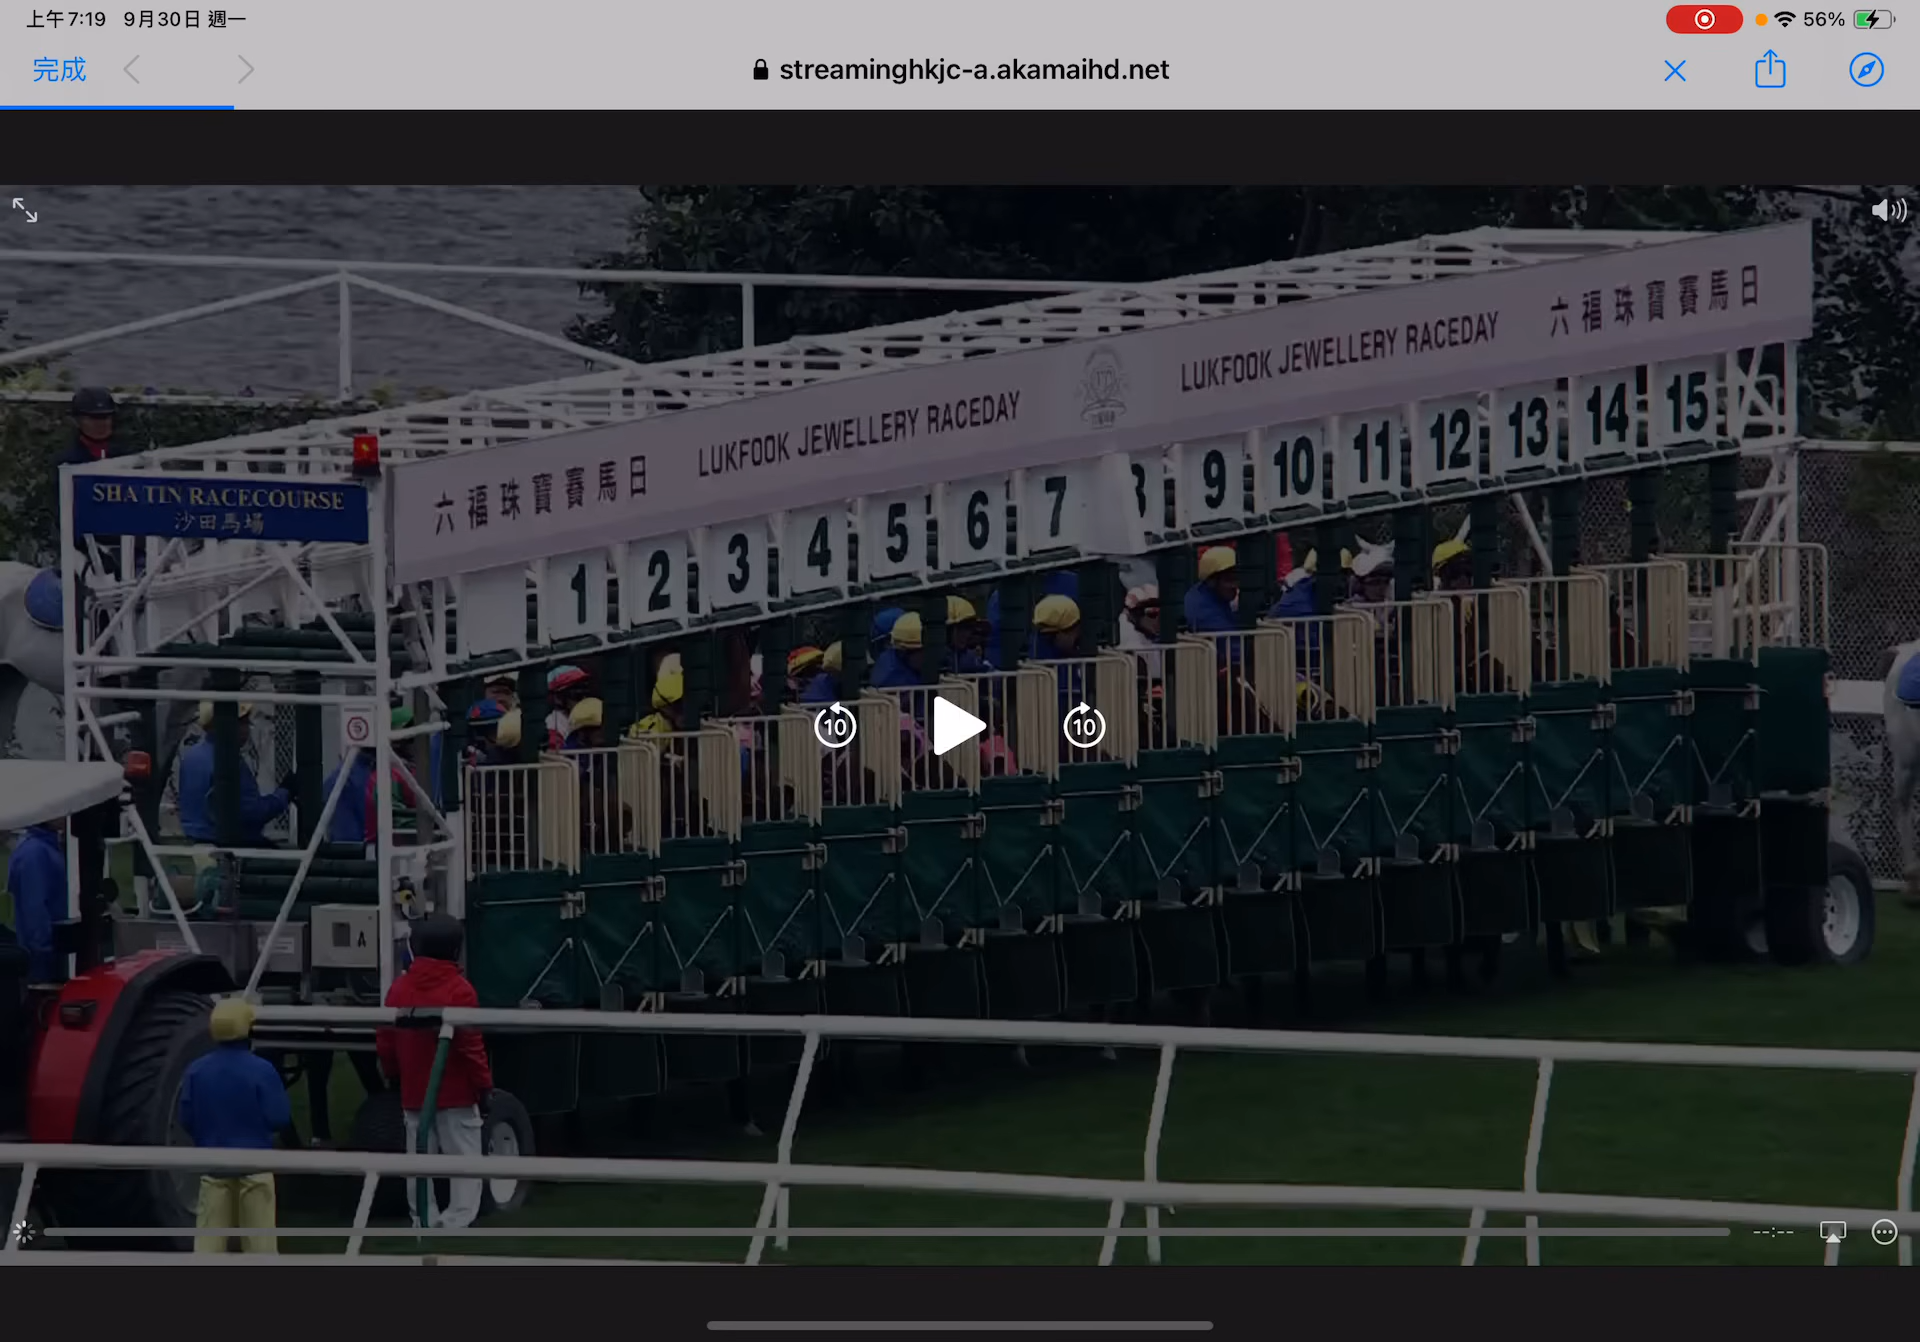 上午7:19 9月30日 週一
56%
完成
streaminghkjc-a.akamaihd.net
六福珠寶賽馬日 LUKFOOK JEWELLERY RACEDAY LUKFOOK JEWELLERY RACEDAY 六福珠寶賽馬日
SHA TIN RACECOURSE
沙田馬場
1 2 3 4 5 6 7 8 9 10 11 12 13 14 15
10 10
A
--:--